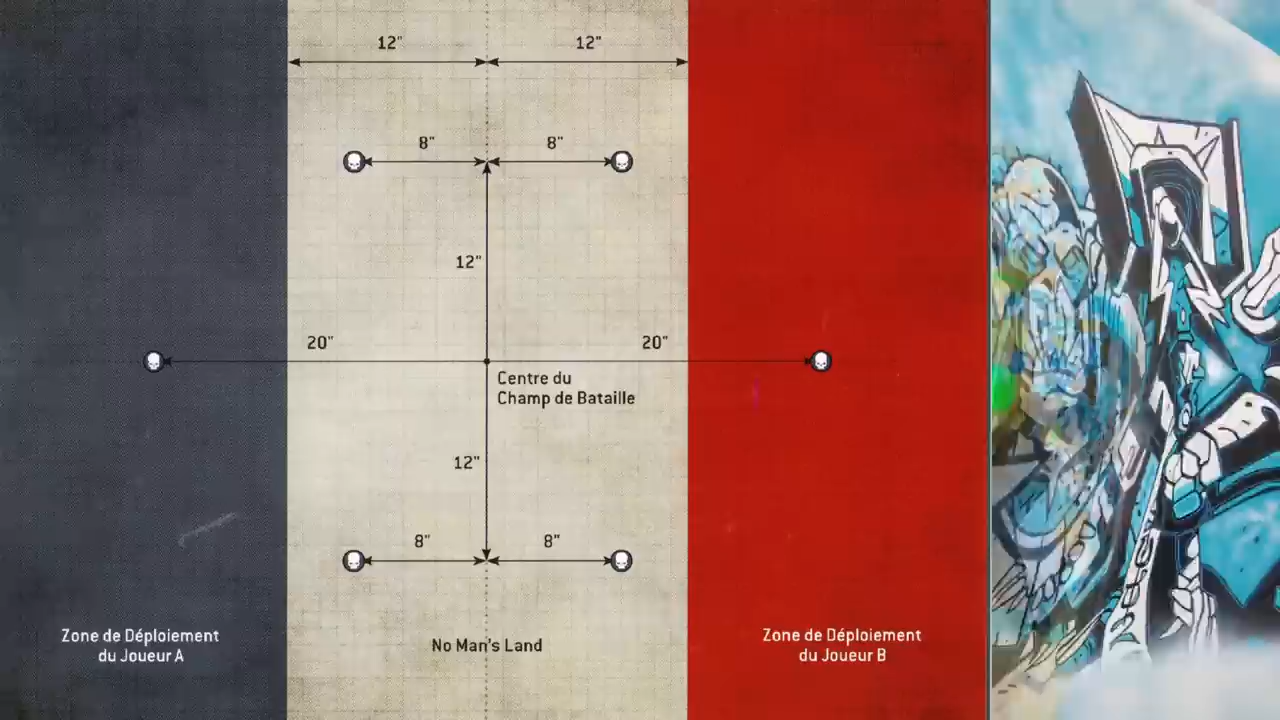 12" 12"
8" 8"
12"
20" 20"
Centre du
Champ de Bataille
12"
8" 8"
Zone de Déploiement
du Joueur A
No Man's Land
Zone de Déploiement
du Joueur B